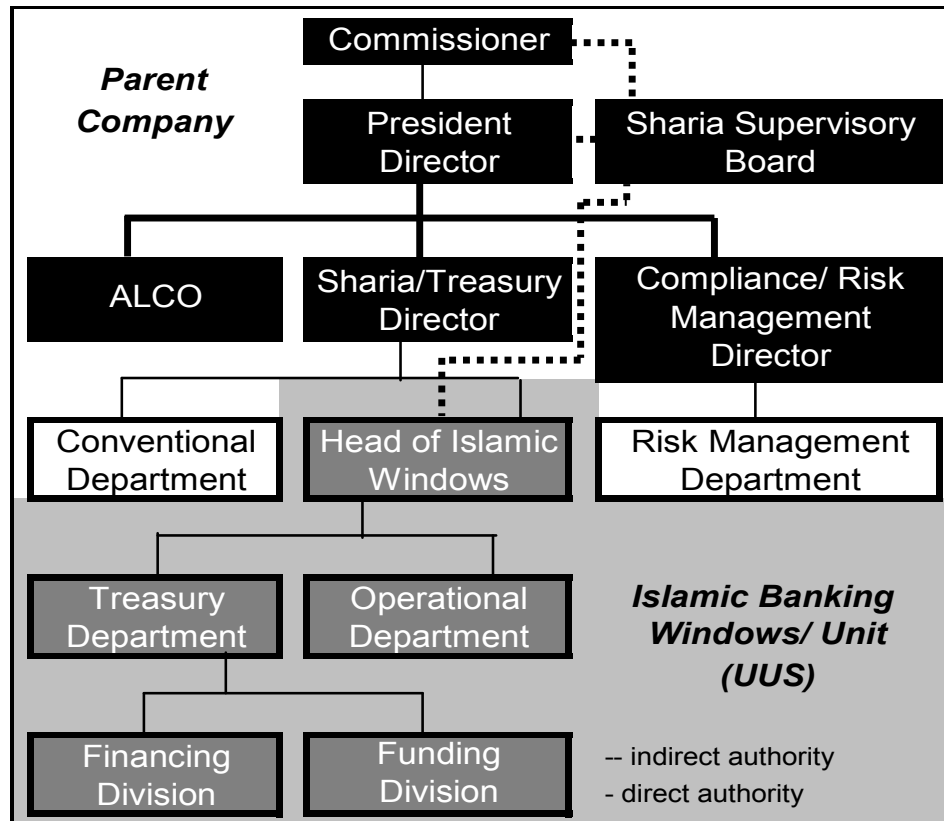 Commissioner
Parent
Company
President
Director
Sharia Supervisory
Board
ALCO
Sharia/Treasury
Director
Compliance/ Risk
Management
Director
Conventional
Department
Head of Islamic
Windows
Risk Management
Department
Treasury
Department
Operational
Department
Islamic Banking
Windows/ Unit
(UUS)
Financing
Division
Funding
Division
-- indirect authority
- direct authority